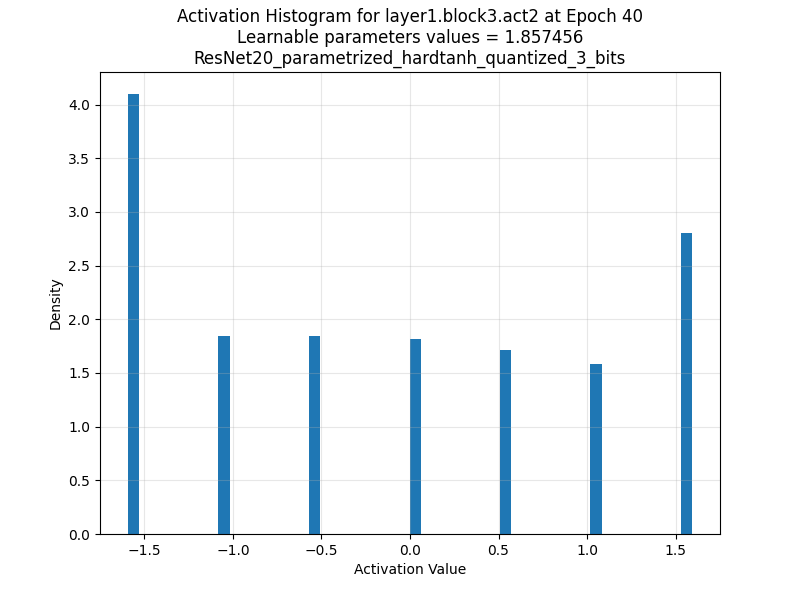 Activation Histogram for layer1.block3.act2 at Epoch 40
Learnable parameters values = 1.857456
ResNet20_parametrized_hardtanh_quantized_3_bits
4.0
3.5
3.0
2.5
2.0
1.5
1.0
0.5
0.0
Density
−1.5 −1.0 −0.5 0.0 0.5 1.0 1.5
Activation Value